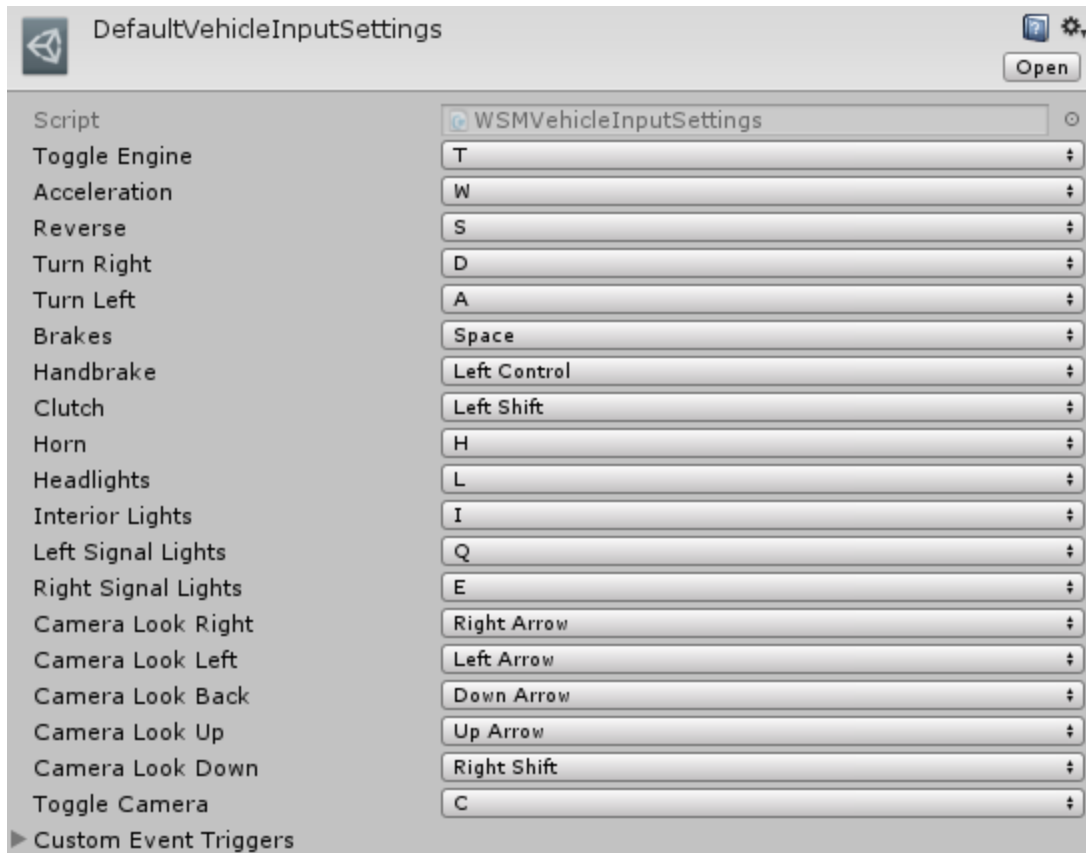 DefaultVehicleInputSettings
Open
Script WSMVehicleInputSettings
Toggle Engine T
Acceleration W
Reverse S
Turn Right D
Turn Left A
Brakes Space
Handbrake Left Control
Clutch Left Shift
Horn H
Headlights L
Interior Lights I
Left Signal Lights Q
Right Signal Lights E
Camera Look Right Right Arrow
Camera Look Left Left Arrow
Camera Look Back Down Arrow
Camera Look Up Up Arrow
Camera Look Down Right Shift
Toggle Camera C
Custom Event Triggers